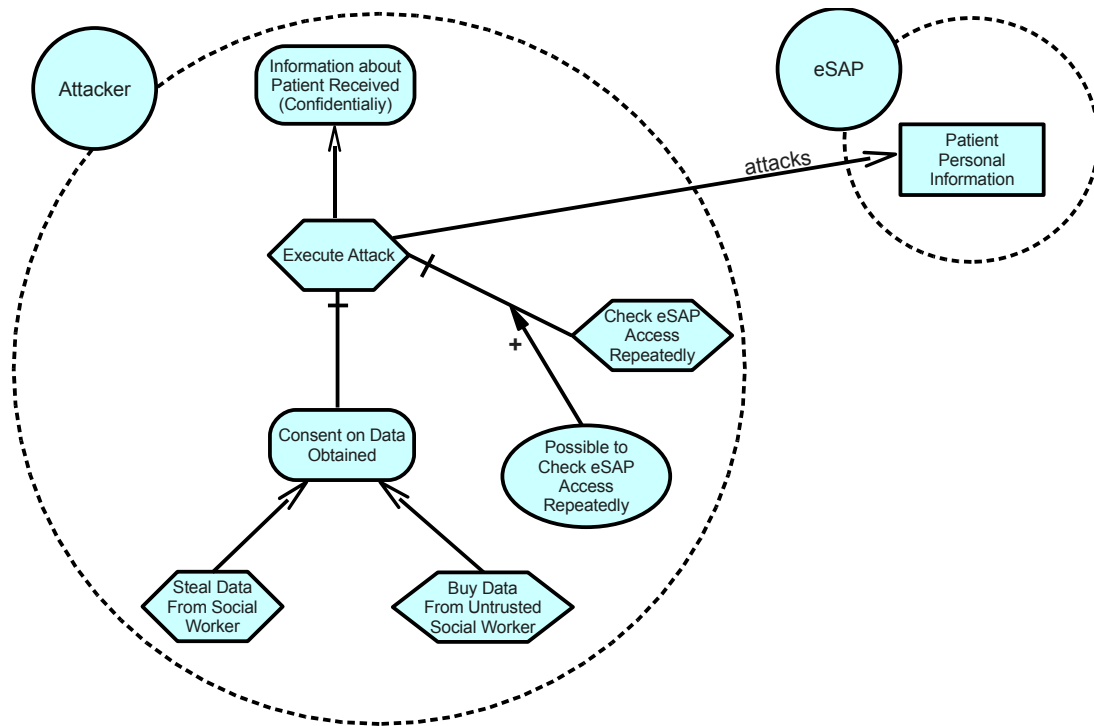 Attacker
Information about
Patient Received
(Confidentialiy)
eSAP
Patient
Personal
Information
attacks
Execute Attack
Check eSAP
Access
Repeatedly
+
Consent on Data
Obtained
Possible to
Check eSAP
Access
Repeatedly
Steal Data
From Social
Worker
Buy Data
From Untrusted
Social Worker